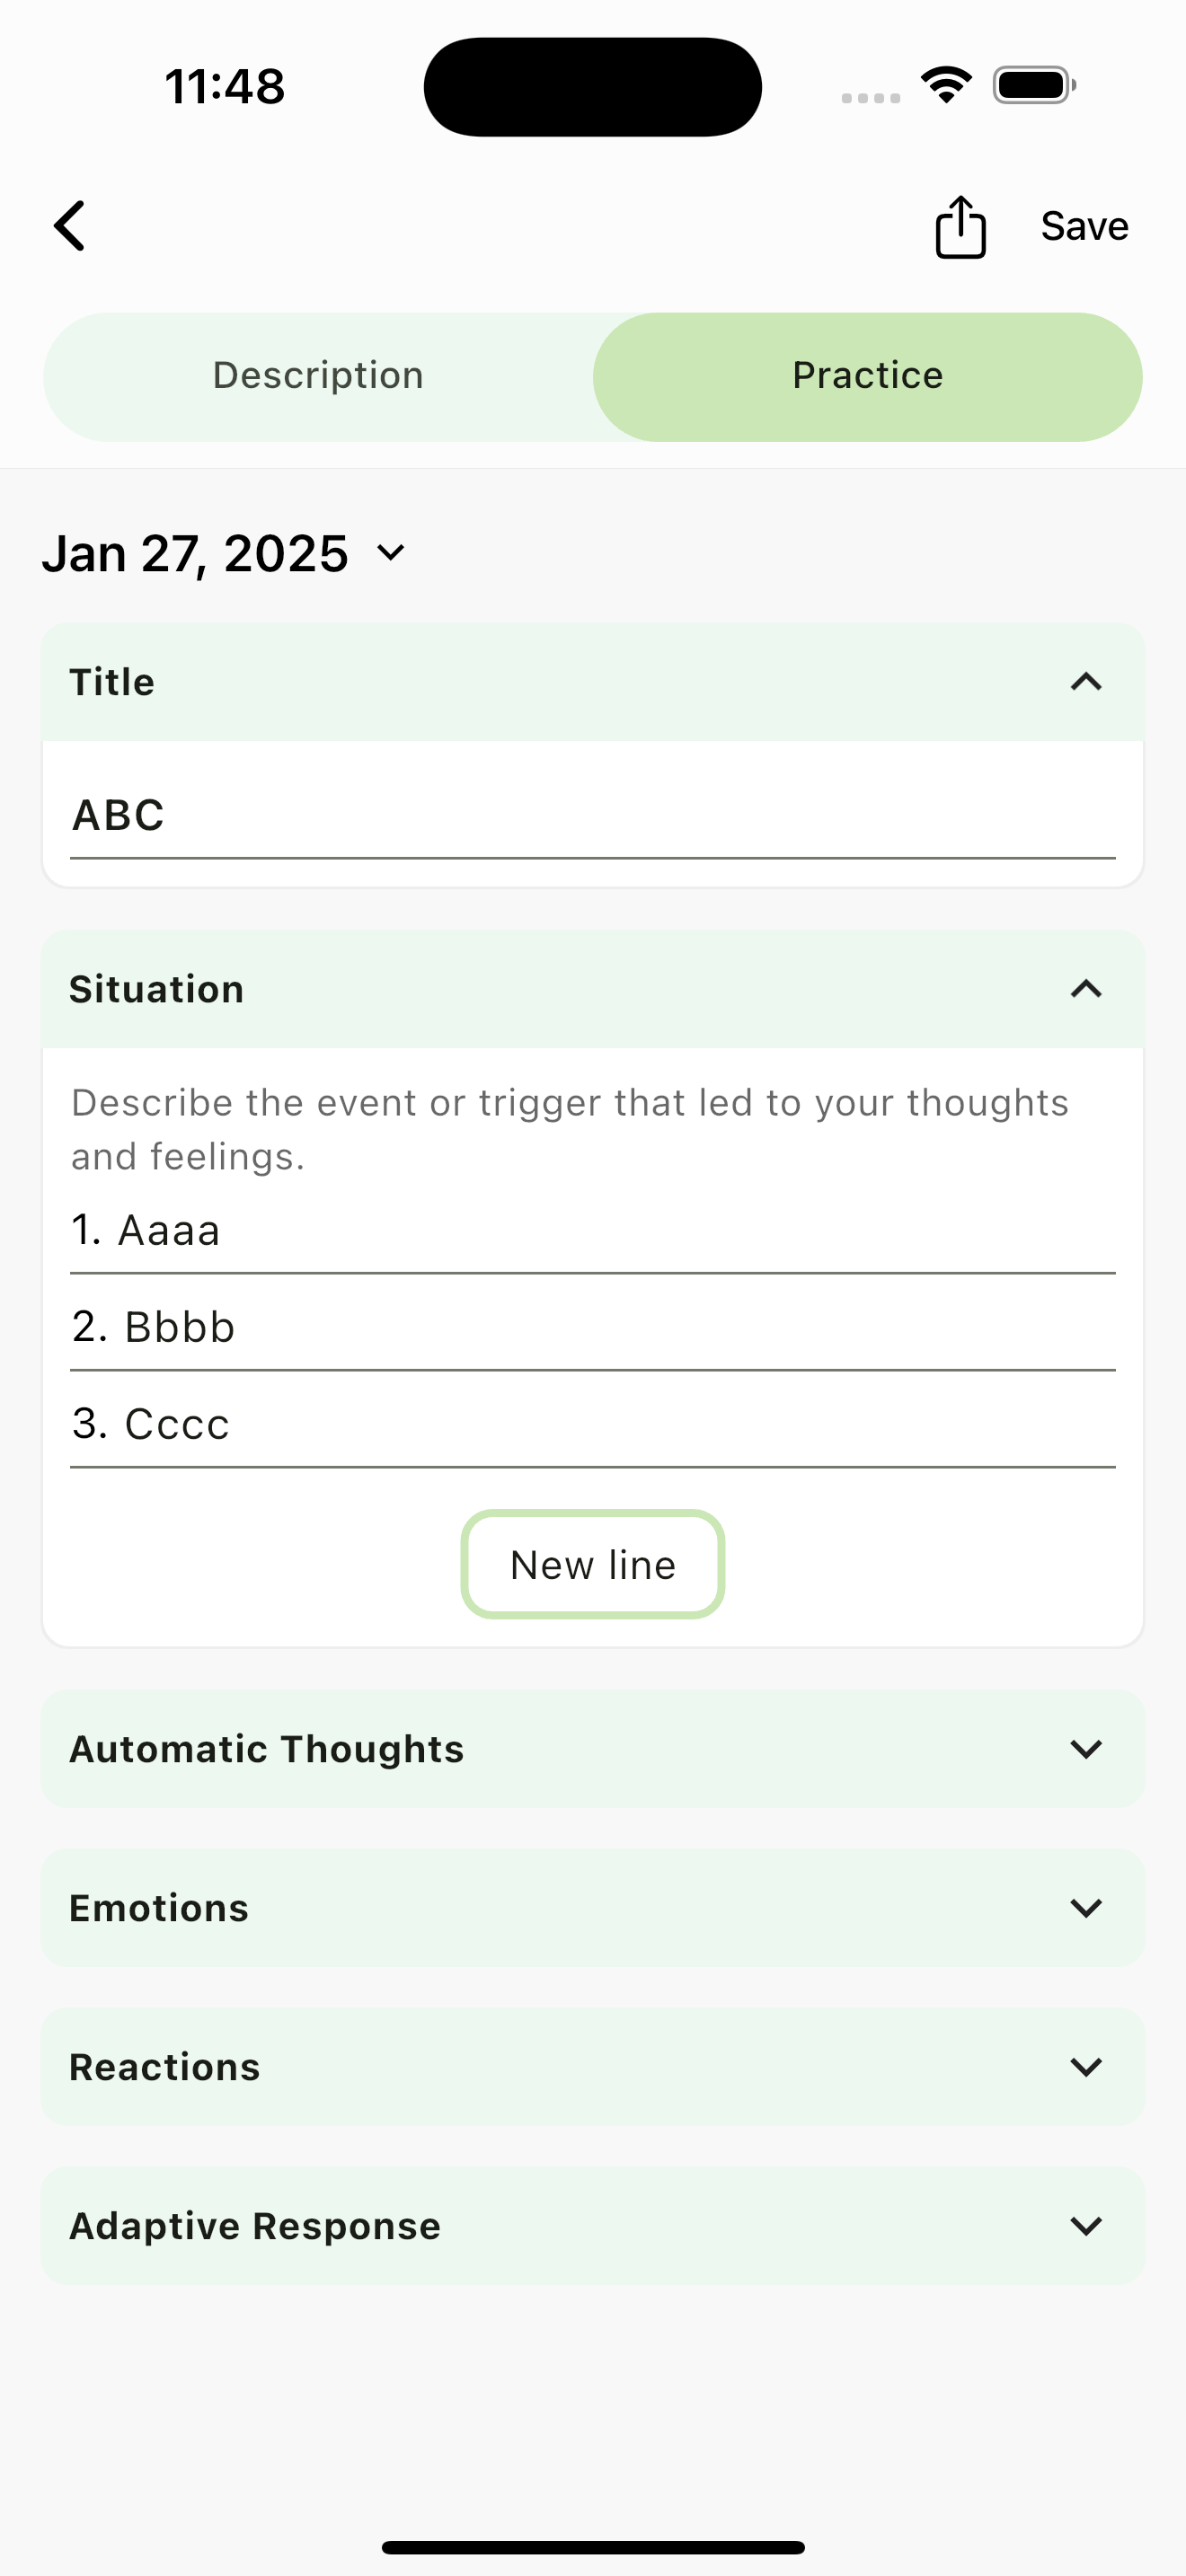 11:48
Save
Description
Practice
Jan 27, 2025
Title
ABC
Situation
Describe the event or trigger that led to your thoughts
and feelings.
1. Aaaa
2. Bbbb
3. Cccc
New line
Automatic Thoughts
Emotions
Reactions
Adaptive Response